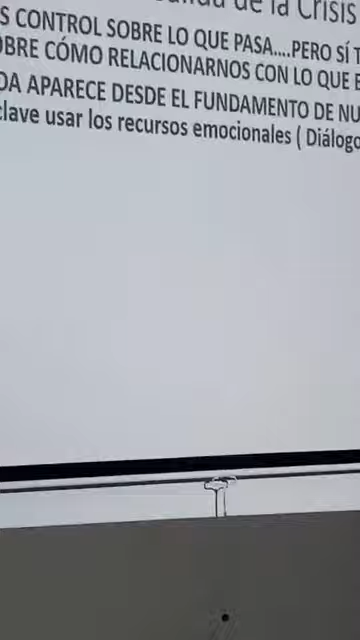 de la Crisis
S CONTROL SOBRE LO QUE PASA....PERO SÍ T
OBRE CÓMO RELACIONARNOS CON LO QUE E
DA APARECE DESDE EL FUNDAMENTO DE NU
clave usar los recursos emocionales ( Diálogo